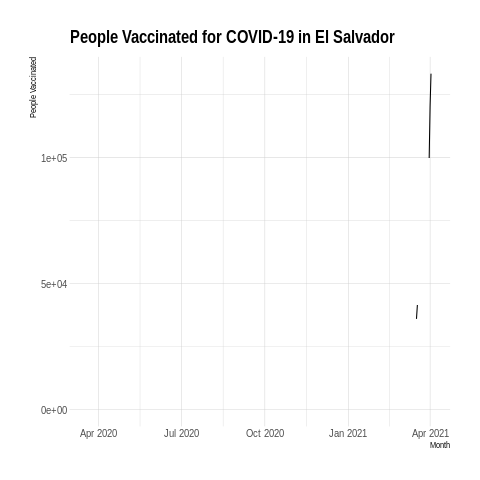 People Vaccinated for COVID-19 in El Salvador
People Vaccinated
1e+05
5e+04
0e+00
Apr 2020 Jul 2020 Oct 2020 Jan 2021 Apr 2021
Month